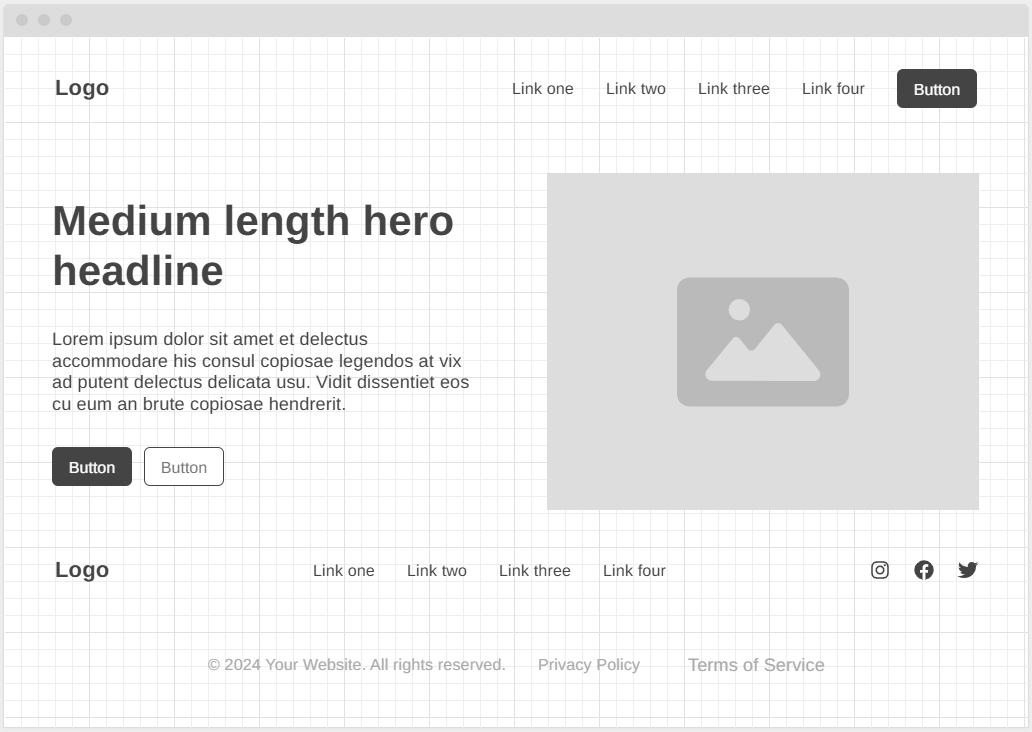 Logo
Link one Link two Link three Link four Button
Medium length hero
headline
Lorem ipsum dolor sit amet et delectus
accommodare his consul copiosae legendos at vix
ad putent delectus delicata usu. Vidit dissentiet eos
cu eum an brute copiosae hendrerit.
Button Button
Logo
Link one Link two Link three Link four
© 2024 Your Website. All rights reserved. Privacy Policy Terms of Service